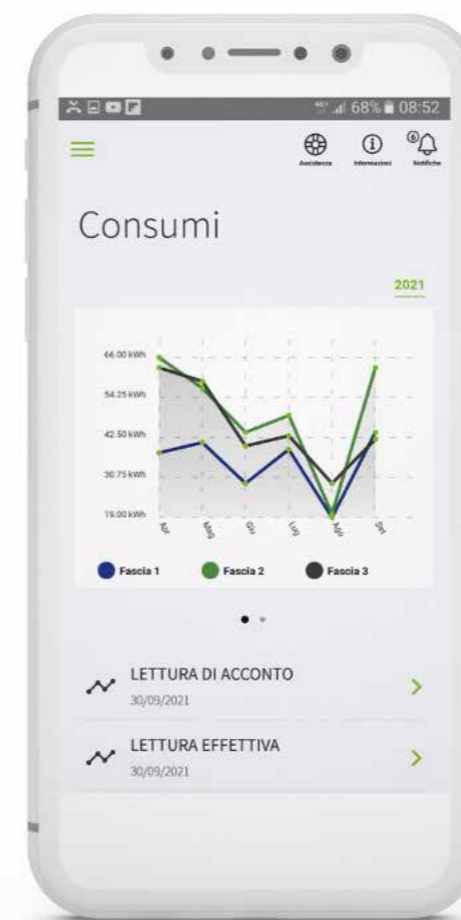 68% 08:52
Assistenza
Informazioni
6
Notifiche
Consumi
2021
66.00 kWh
54.25 kWh
42.50 kWh
30.75 kWh
19.00 kWh
Apr
Mag
Giu
Lug
Ago
Set
Fascia 1
Fascia 2
Fascia 3
LETTURA DI ACCONTO
30/09/2021
LETTURA EFFETTIVA
30/09/2021